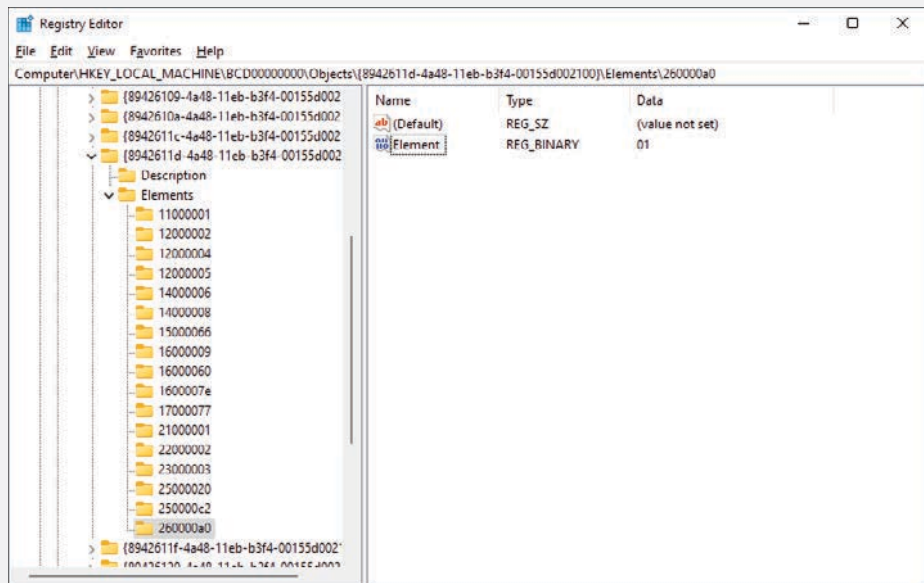 Registry Editor
File Edit View Favorites Help
Computer\HKEY_LOCAL_MACHINE\BCD00000000\Objects\{8942611d-4a48-11eb-b3f4-00155d002100}\Elements\260000a0
{89426109-4a48-11eb-b3f4-00155d002
{8942610a-4a48-11eb-b3f4-00155d002
{8942611c-4a48-11eb-b3f4-00155d002
{8942611d-4a48-11eb-b3f4-00155d002
Description
Elements
11000001
12000002
12000004
12000005
14000006
14000008
15000066
16000009
16000060
1600007e
17000077
21000001
22000002
23000003
25000020
250000c2
260000a0
{8942611f-4a48-11eb-b3f4-00155d002
Name Type Data
(Default) REG_SZ (value not set)
Element REG_BINARY 01